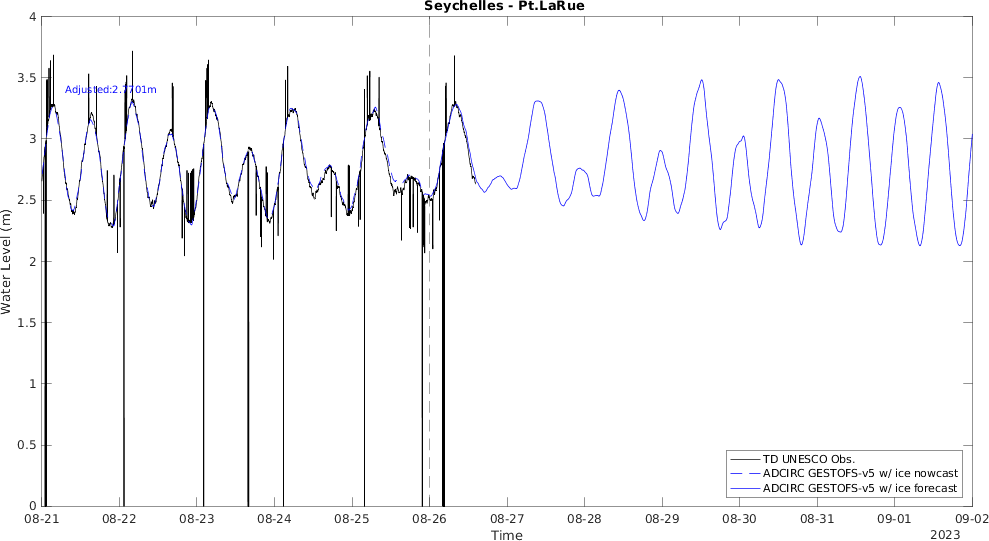 Seychelles - Pt.LaRue
Water Level (m)
4
3.5
3
2.5
2
1.5
1
0.5
0
Adjusted:2.7701m
TD UNESCO Obs.
ADCIRC GESTOFS-v5 w/ ice nowcast
ADCIRC GESTOFS-v5 w/ ice forecast
08-21 08-22 08-23 08-24 08-25 08-26 08-27 08-28 08-29 08-30 08-31 09-01 09-02
Time
2023